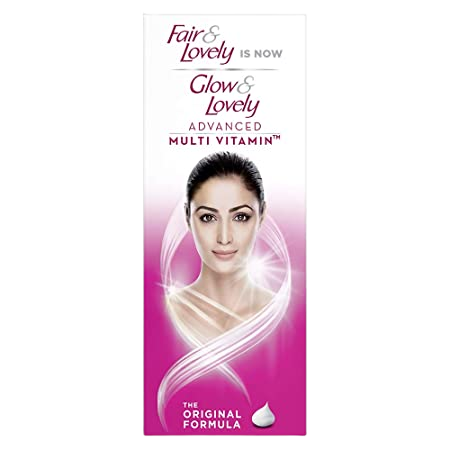 Fair &
Lovely IS NOW
Glow &
Lovely
ADVANCED
MULTI VITAMIN™
THE
ORIGINAL
FORMULA